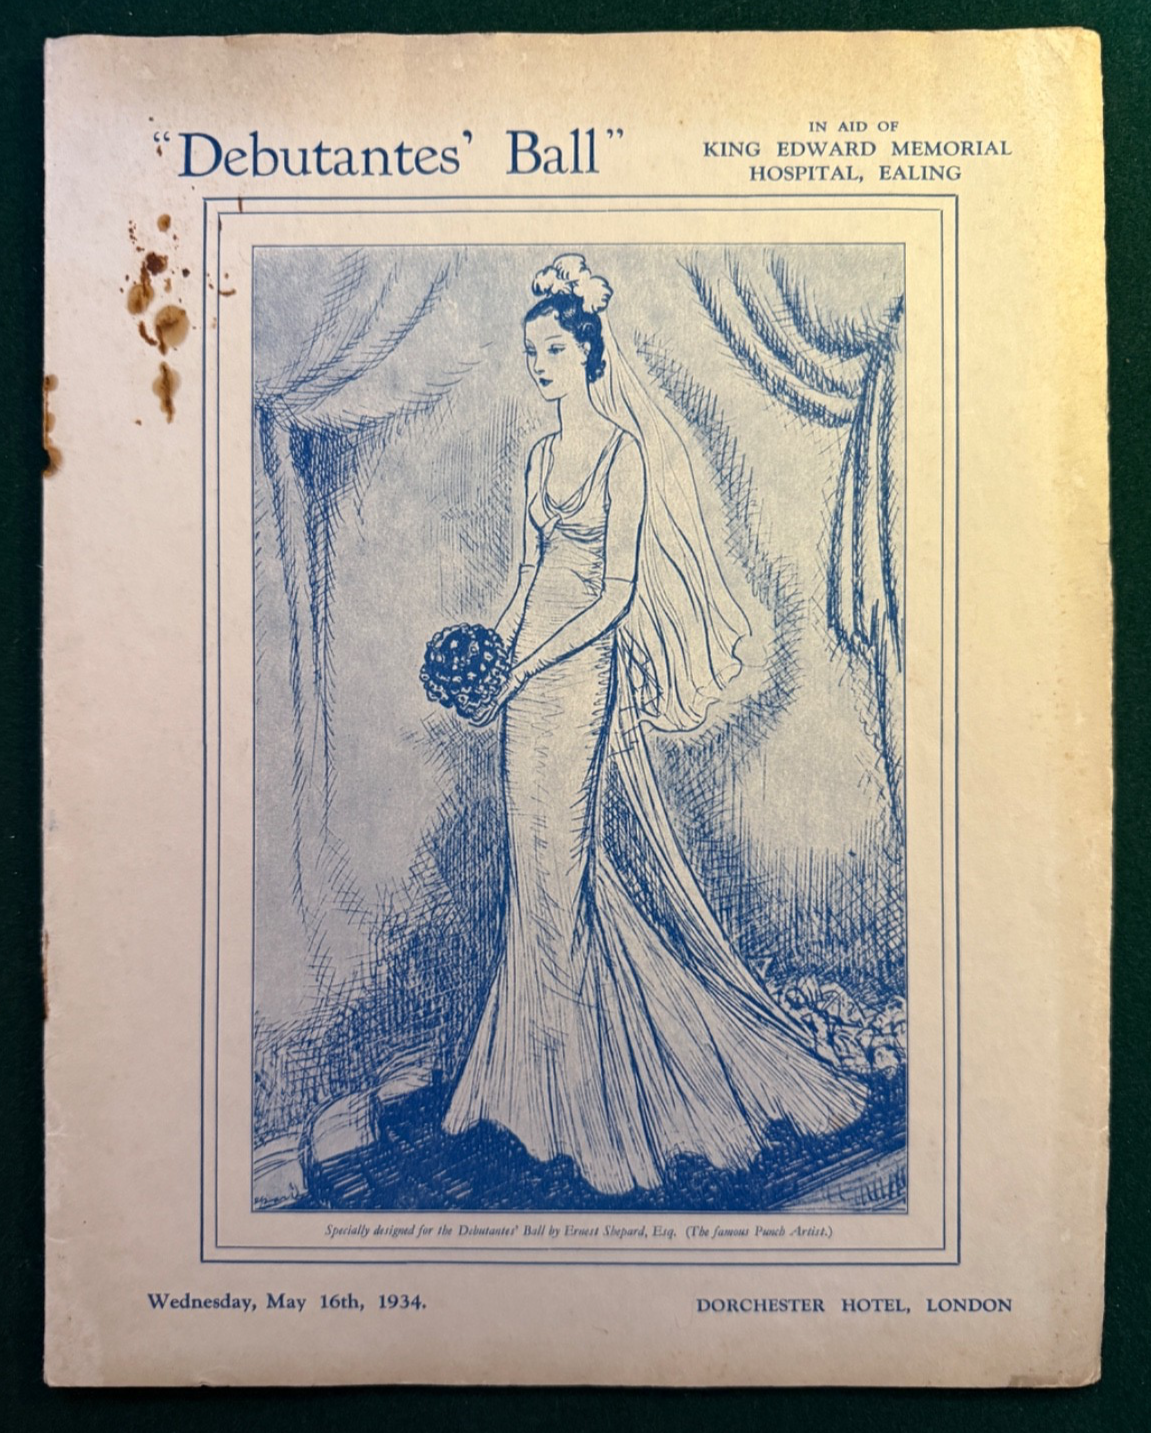 "Debutantes' Ball"
IN AID OF
KING EDWARD MEMORIAL
HOSPITAL, EALING
Specially designed for the Debutantes' Ball by Ernest Shepard, Esq. (The famous Punch Artist.)
Wednesday, May 16th, 1934.
DORCHESTER HOTEL, LONDON